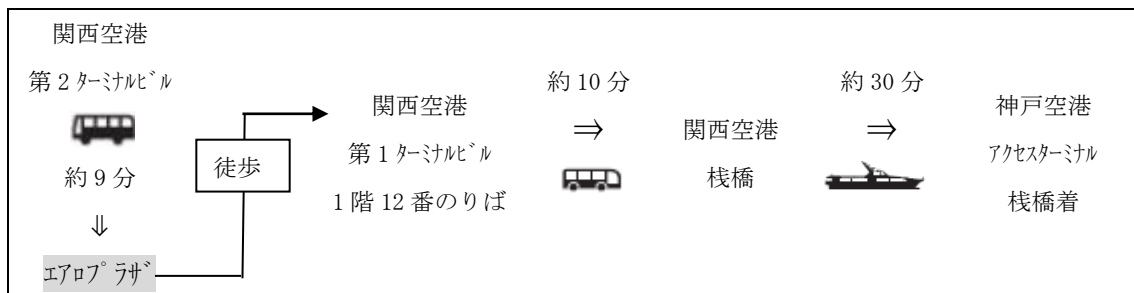 関西空港
第2ﾀｰﾐﾅﾙﾋﾞﾙ
約9分
⇓
ｴｱﾛﾌﾟﾗｻﾞ
徒歩
関西空港
第1ﾀｰﾐﾅﾙﾋﾞﾙ
1階12番のりば
約10分
⇒
関西空港
桟橋
約30分
⇒
神戸空港
ｱｸｾｽﾀｰﾐﾅﾙ
桟橋着